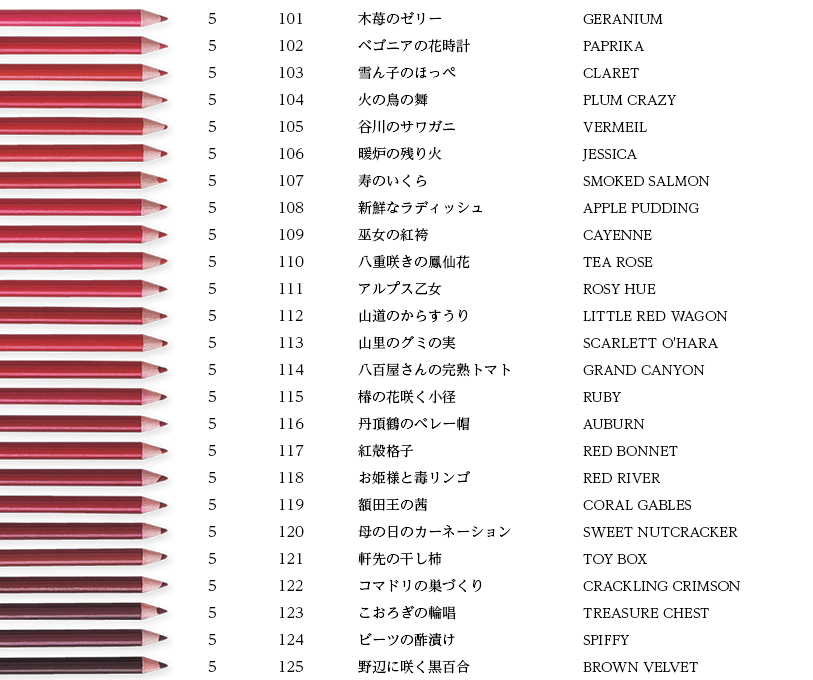 5 101 木苺のゼリー GERANIUM
5 102 ベゴニアの花時計 PAPRIKA
5 103 雪ん子のほっぺ CLARET
5 104 火の鳥の舞 PLUM CRAZY
5 105 谷川のサワガニ VERMEIL
5 106 暖炉の残り火 JESSICA
5 107 寿のいくら SMOKED SALMON
5 108 新鮮なラディッシュ APPLE PUDDING
5 109 巫女の紅袴 CAYENNE
5 110 八重咲きの鳳仙花 TEA ROSE
5 111 アルプス乙女 ROSY HUE
5 112 山道のからすうり LITTLE RED WAGON
5 113 山里のグミの実 SCARLETT O'HARA
5 114 八百屋さんの完熟トマト GRAND CANYON
5 115 椿の花咲く小径 RUBY
5 116 丹頂鶴のベレー帽 AUBURN
5 117 紅殻格子 RED BONNET
5 118 お姫様と毒リンゴ RED RIVER
5 119 額田王の茜 CORAL GABLES
5 120 母の日のカーネーション SWEET NUTCRACKER
5 121 軒先の干し柿 TOY BOX
5 122 コマドリの巣づくり CRACKLING CRIMSON
5 123 こおろぎの輪唱 TREASURE CHEST
5 124 ビーツの酢漬け SPIFFY
5 125 野辺に咲く黒百合 BROWN VELVET